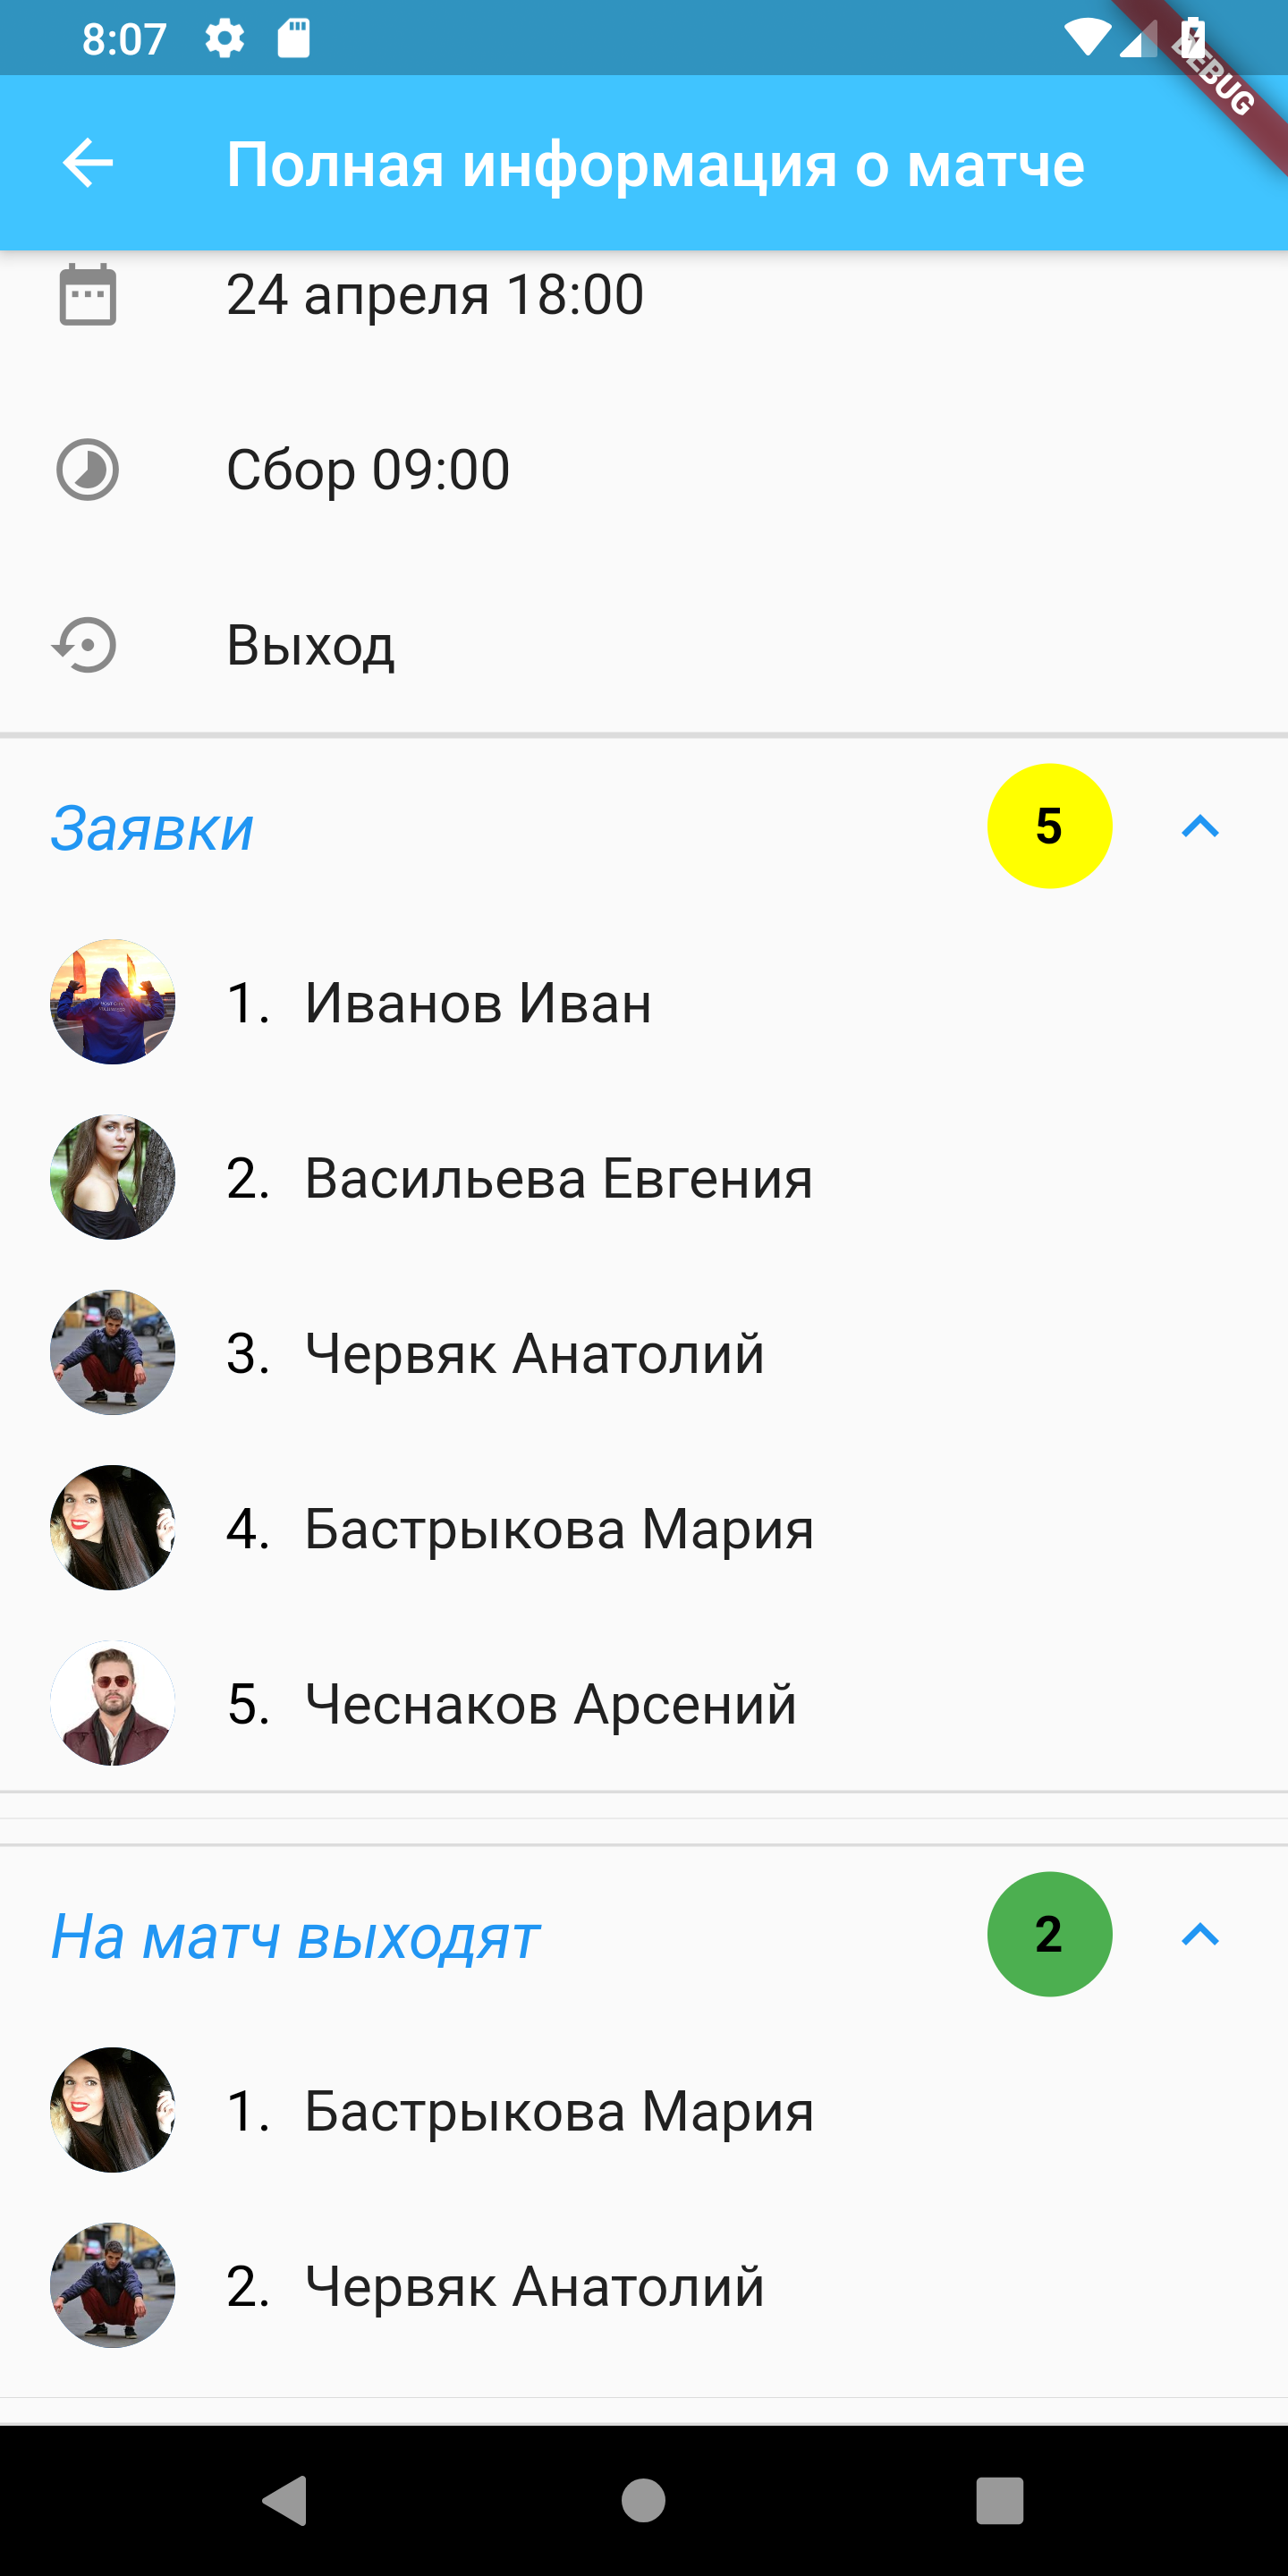 8:07
DEBUG
Полная информация о матче
24 апреля 18:00
Сбор 09:00
Выход
Заявки 5
1. Иванов Иван
2. Васильева Евгения
3. Червяк Анатолий
4. Бастрыкова Мария
5. Чеснаков Арсений
На матч выходят 2
1. Бастрыкова Мария
2. Червяк Анатолий